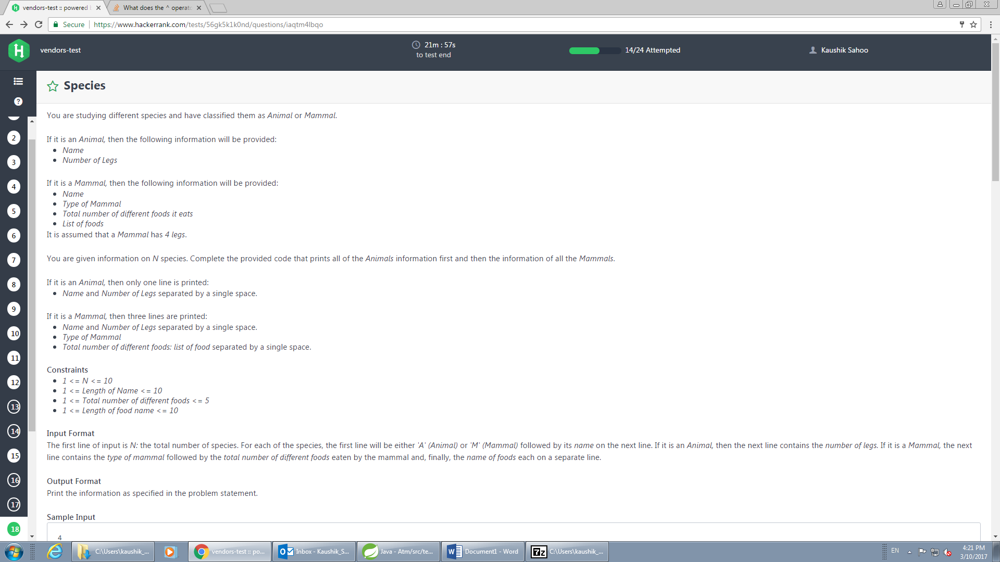 vendors-test :: powered
What does the ^ operat
Secure
https://www.hackerrank.com/tests/56gk5k1k0nd/questions/iaqtm4lbqo
vendors-test
21m : 57s
to test end
14/24 Attempted
Kaushik Sahoo
Species
You are studying different species and have classified them as Animal or Mammal.
If it is an Animal, then the following information will be provided:
Name
Number of Legs
If it is a Mammal, then the following information will be provided:
Name
Type of Mammal
Total number of different foods it eats
List of foods
It is assumed that a Mammal has 4 legs.
You are given information on N species. Complete the provided code that prints all of the Animals information first and then the information of all the Mammals.
If it is an Animal, then only one line is printed:
Name and Number of Legs separated by a single space.
If it is a Mammal, then three lines are printed:
Name and Number of Legs separated by a single space.
Type of Mammal
Total number of different foods: list of food separated by a single space.
Constraints
1 <= N <= 10
1 <= Length of Name <= 10
1 <= Total number of different foods <= 5
1 <= Length of food name <= 10
Input Format
The first line of input is N: the total number of species. For each of the species, the first line will be either 'A' (Animal) or 'M' (Mammal) followed by its name on the next line. If it is an Animal, then the next line contains the number of legs. If it is a Mammal, the next
line contains the type of mammal followed by the total number of different foods eaten by the mammal and, finally, the name of foods each on a separate line.
Output Format
Print the information as specified in the problem statement.
Sample Input
4
?
2
3
4
5
6
7
8
9
10
11
12
13
14
15
16
17
18
C:\Users\kaushik_...
vendors-test :: po...
Inbox - Kaushik_S...
Java - Atm/src/te...
Document1 - Word
C:\Users\kaushik_...
EN
4:21 PM
3/10/2017